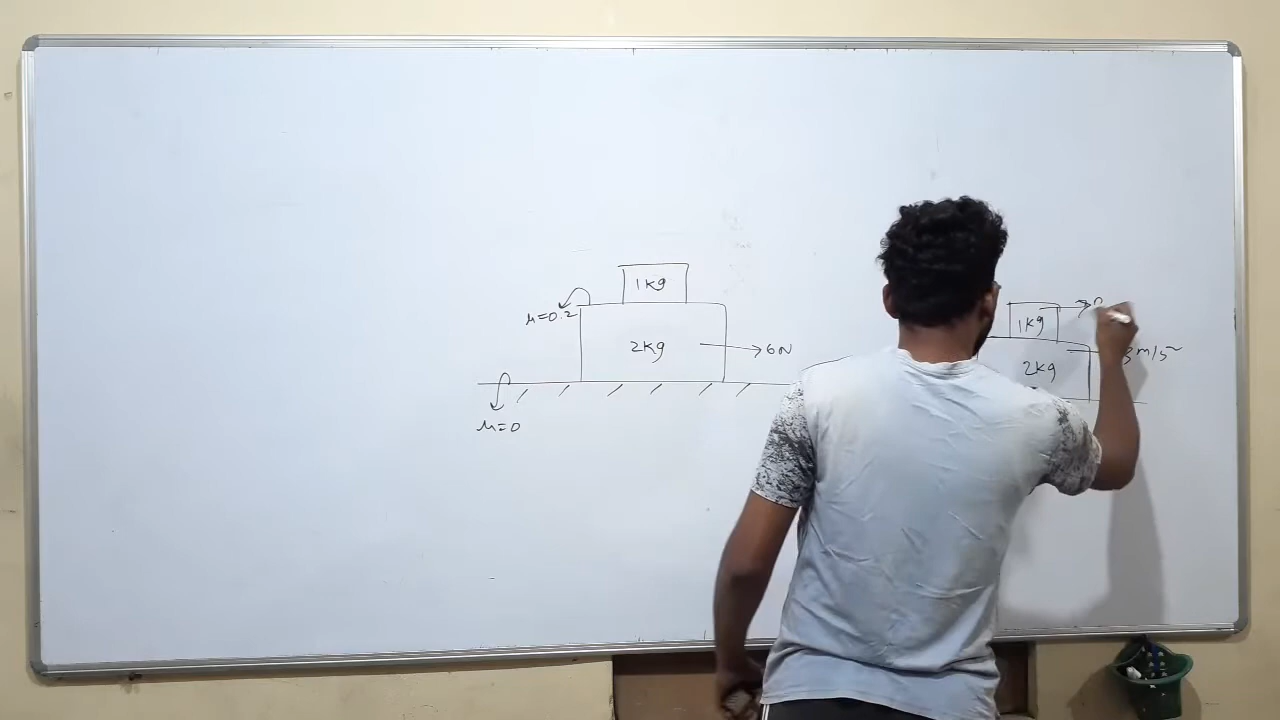 1kg
μ=0.2
2kg
6N
μ=0
1kg
3m/s²
2kg